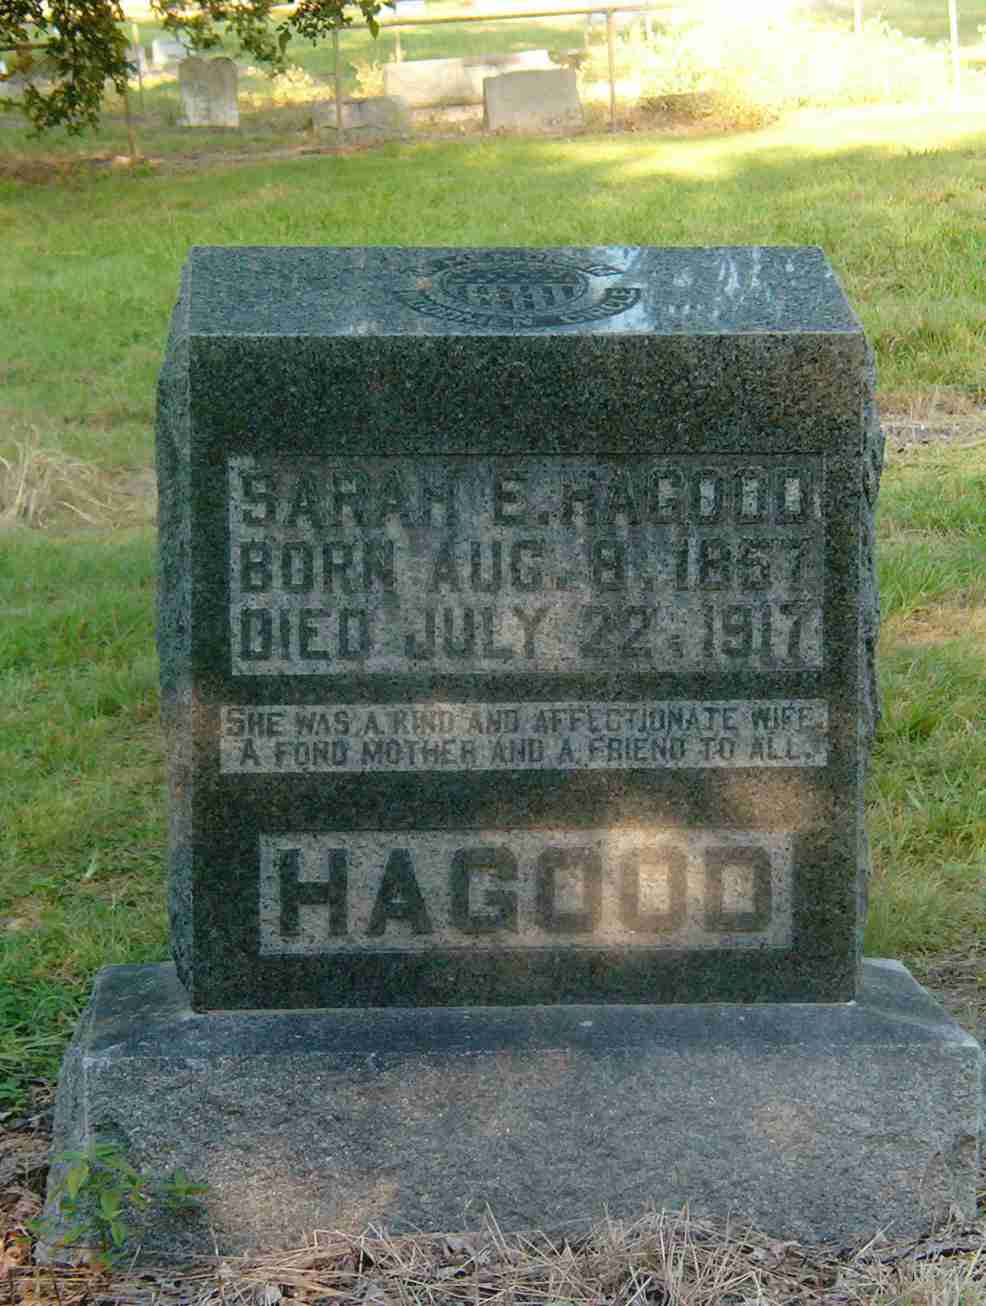 SARAH E. HAGOOD
BORN AUG. 9. 1857
DIED JULY 22. 1917
SHE WAS A KIND AND AFFECTIONATE WIFE.
A FOND MOTHER AND A FRIEND TO ALL.
HAGOOD